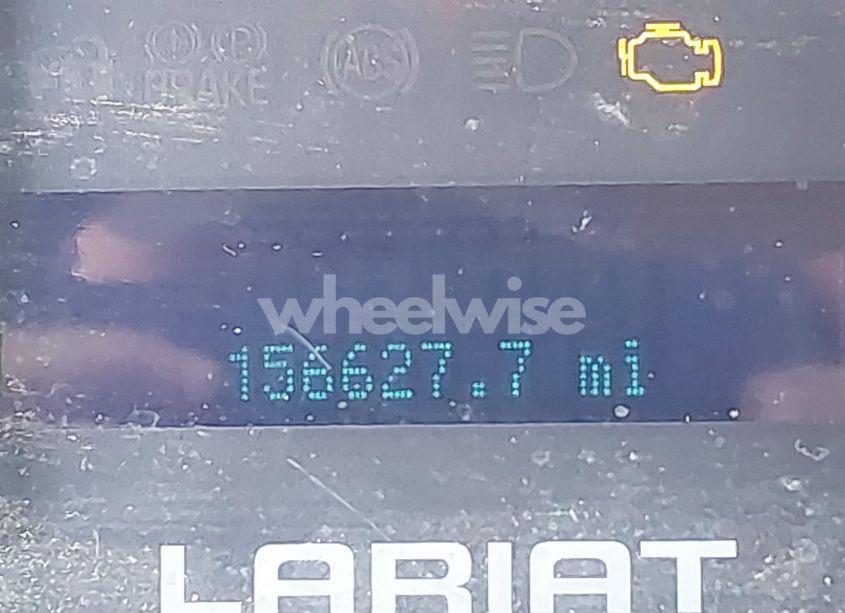 BRAKE
ABS
wheelwise
156627.7 mi
LARIAT